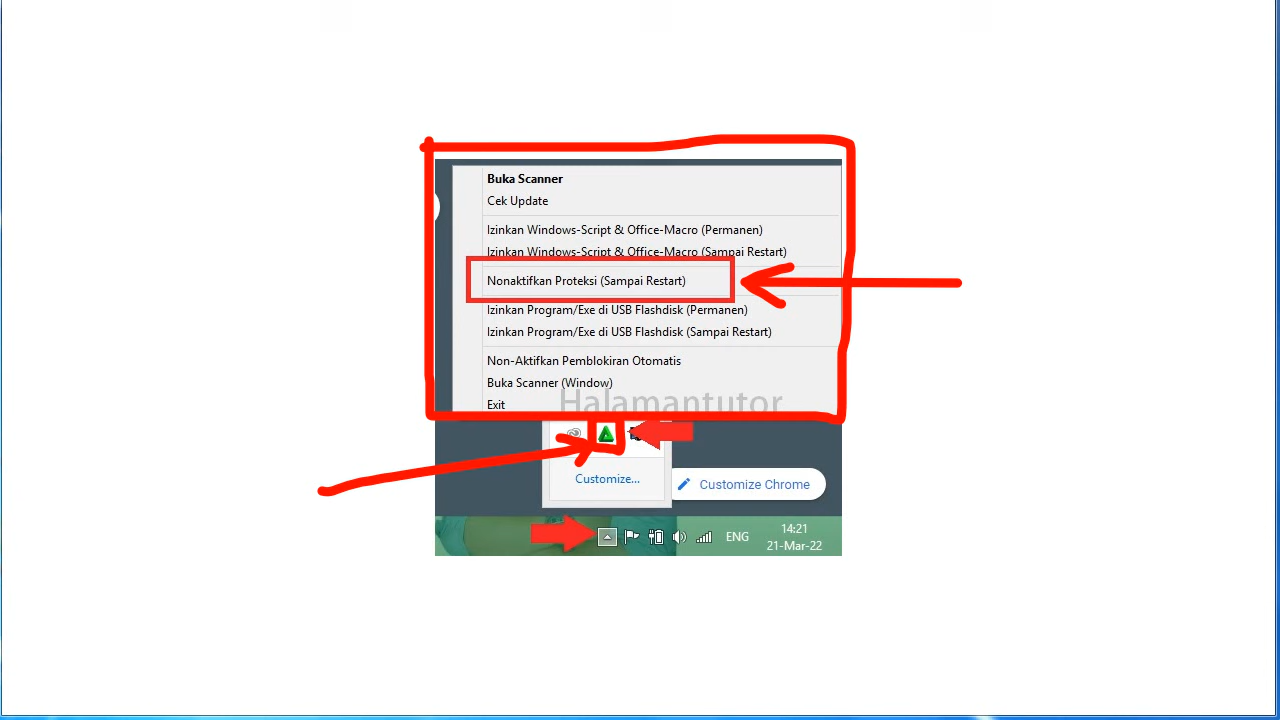 Buka Scanner
Cek Update
Izinkan Windows-Script & Office-Macro (Permanen)
Izinkan Windows-Script & Office-Macro (Sampai Restart)
Nonaktifkan Proteksi (Sampai Restart)
Izinkan Program/Exe di USB Flashdisk (Permanen)
Izinkan Program/Exe di USB Flashdisk (Sampai Restart)
Non-Aktifkan Pemblokiran Otomatis
Buka Scanner (Window)
Halamantutor
Exit
Customize...
Customize Chrome
ENG
14:21
21-Mar-22